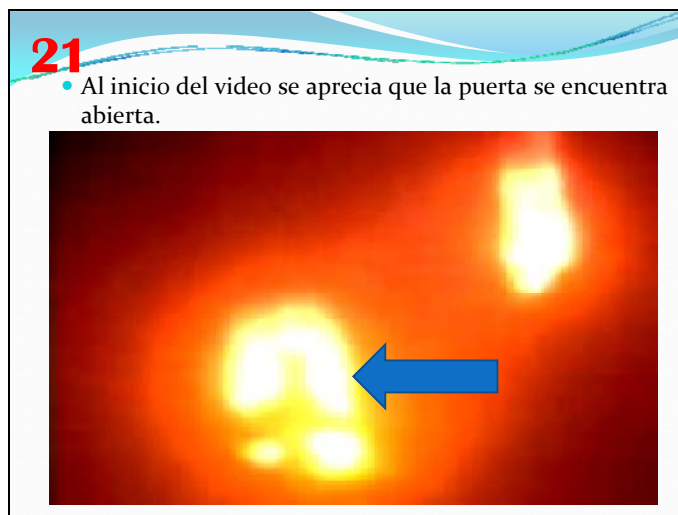 21
• Al inicio del video se aprecia que la puerta se encuentra
abierta.